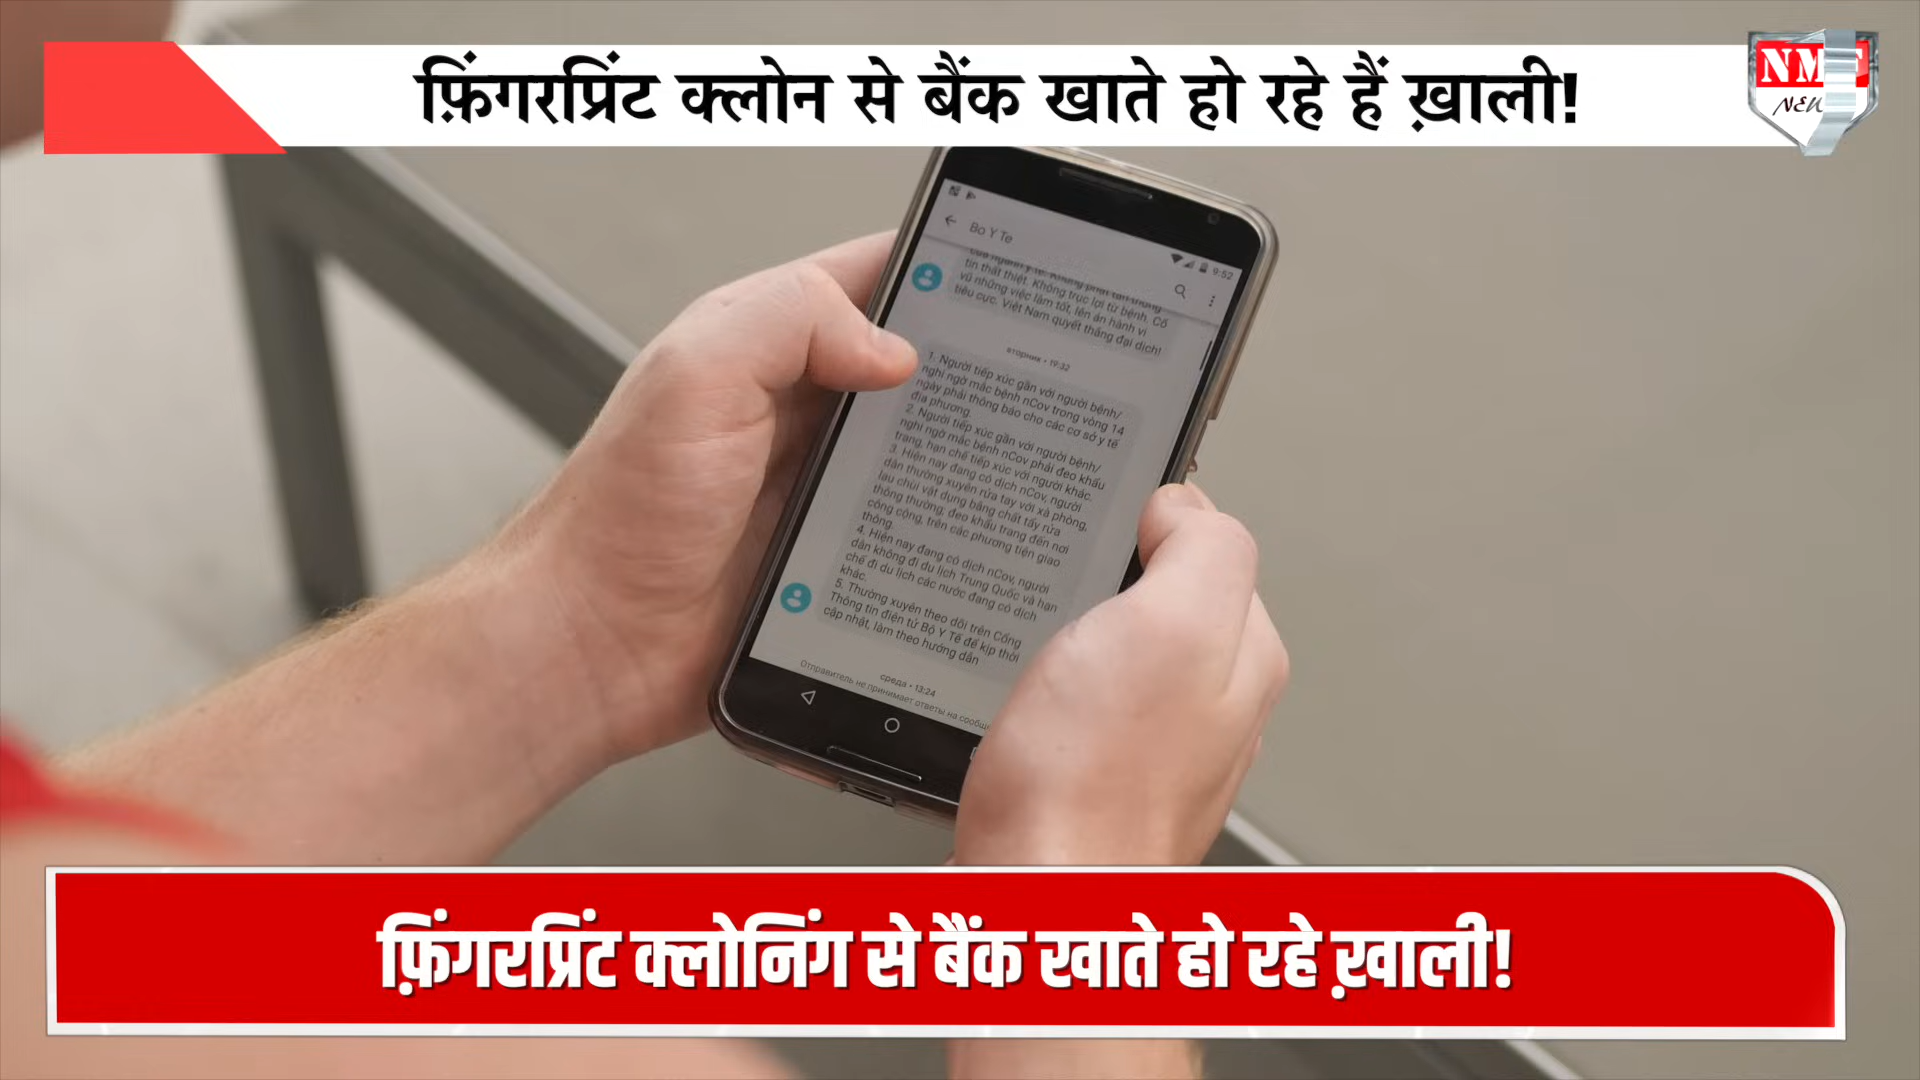 फ़िंगरप्रिंट क्लोन से बैंक खाते हो रहे हैं ख़ाली!
NM
NEW
Bo Y Te
9:52
tin thất thiệt. Không trục lợi từ bệnh. Cổ
vũ những việc làm tốt, lên án hành vi
tiêu cực. Việt Nam quyết thắng đại dịch!
вторник • 19:32
1. Người tiếp xúc gần với người bệnh/
nghi ngờ mắc bệnh nCov trong vòng 14
ngày phải thông báo cho các cơ sở y tế
địa phương.
2. Người tiếp xúc gần với người bệnh/
nghi ngờ mắc bệnh nCov phải đeo khẩu
trang, hạn chế tiếp xúc với người khác.
3. Hiện nay đang có dịch nCov, người
dân thường xuyên rửa tay với xà phòng,
lau chùi vật dụng bằng chất tẩy rửa
thông thường; đeo khẩu trang đến nơi
công cộng, trên các phương tiện giao
thông.
4. Hiện nay đang có dịch nCov, người
dân không đi du lịch Trung Quốc và hạn
chế đi du lịch các nước đang có dịch
khác.
5. Thường xuyên theo dõi trên Cổng
Thông tin điện tử Bộ Y Tế để kịp thời
cập nhật, làm theo hướng dẫn
среда • 13:24
Отправитель не принимает ответы на
फ़िंगरप्रिंट क्लोनिंग से बैंक खाते हो रहे ख़ाली!